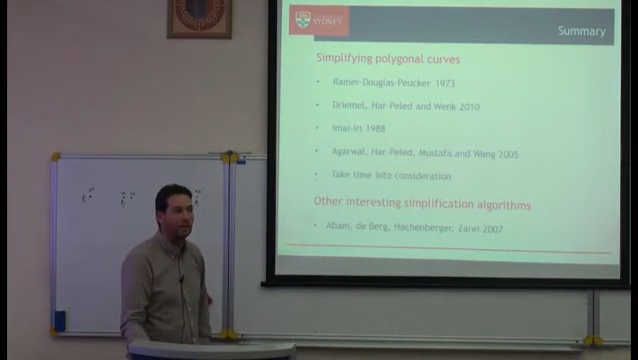 SYDNEY
Summary
Simplifying polygonal curves
• Ramer-Douglas-Peucker 1973
• Driemel, Har-Peled and Wenk 2010
• Imai-Iri 1988
• Agarwal, Har-Peled, Mustafa and Wang 2005
• Take time into consideration
Other interesting simplification algorithms
• Abam, de Berg, Hachenberger, Zarei 2007